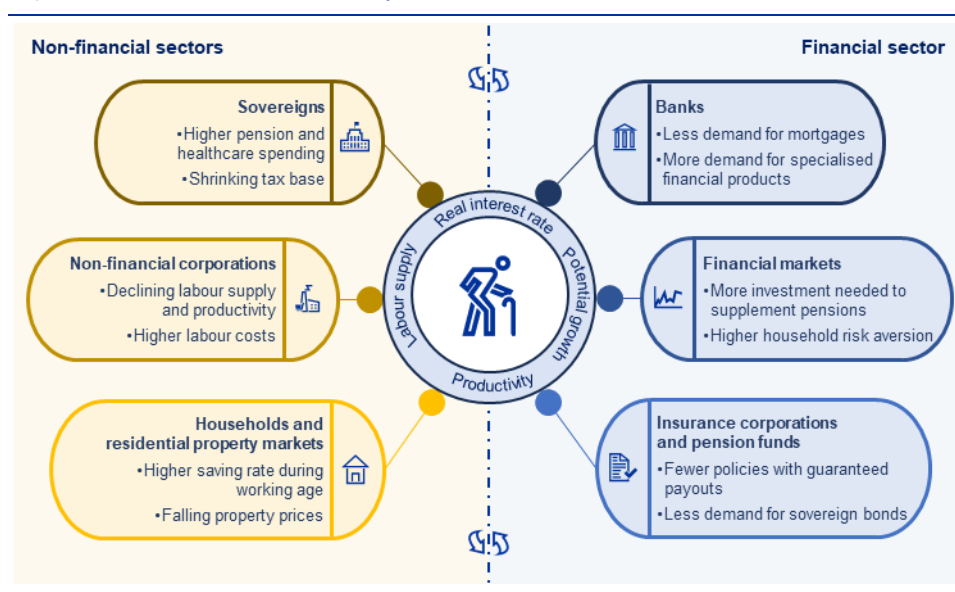 Non-financial sectors
Financial sector
Sovereigns
•Higher pension and
healthcare spending
•Shrinking tax base
Non-financial corporations
•Declining labour supply
and productivity
•Higher labour costs
Households and
residential property markets
•Higher saving rate during
working age
•Falling property prices
Real interest rate
Potential growth
Productivity
Labour supply
Banks
•Less demand for mortgages
•More demand for specialised
financial products
Financial markets
•More investment needed to
supplement pensions
•Higher household risk aversion
Insurance corporations
and pension funds
•Fewer policies with guaranteed
payouts
•Less demand for sovereign bonds